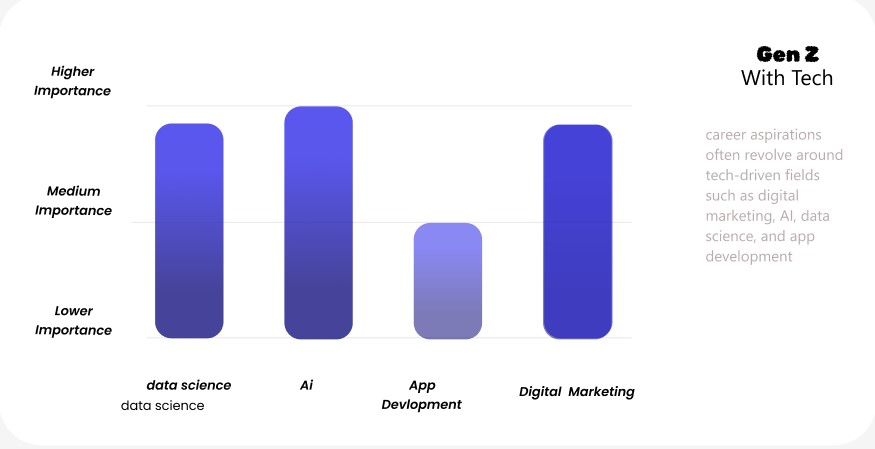 Gen Z
With Tech
career aspirations
often revolve around
tech-driven fields
such as digital
marketing, AI, data
science, and app
development
Higher
Importance
Medium
Importance
Lower
Importance
data science
data science
Ai
App
Devlopment
Digital  Marketing